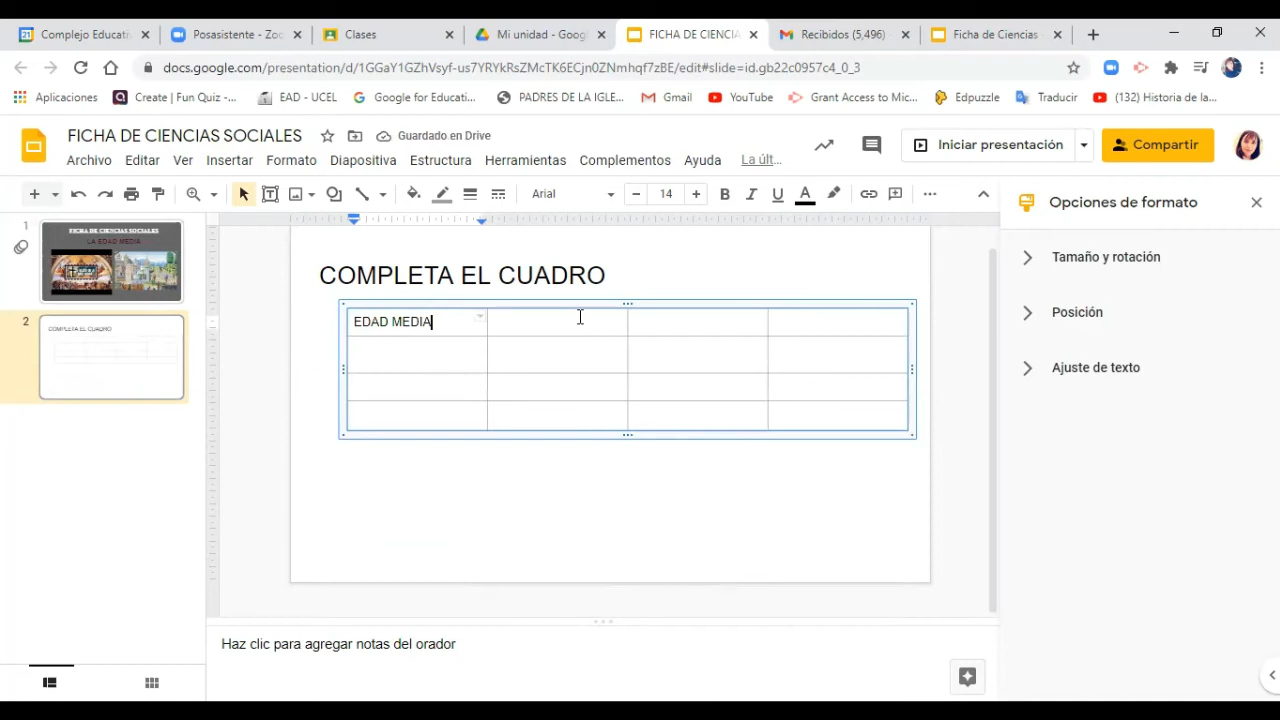 Complejo Educati
Posasistente - Zoo
Clases
Mi unidad - Goog
FICHA DE CIENCIA
Recibidos (5,496)
Ficha de Ciencias
docs.google.com/presentation/d/1GGaY1GZhVsyf-us7YRYkRsZMcTK6ECjn0ZNmhqf7zBE/edit#slide=id.gb22c0957c4_0_3
Aplicaciones
Create | Fun Quiz -...
EAD - UCEL
Google for Educati...
PADRES DE LA IGLE...
Gmail
YouTube
Grant Access to Mic...
Edpuzzle
Traducir
(132) Historia de la...
FICHA DE CIENCIAS SOCIALES
Guardado en Drive
Archivo Editar Ver Insertar Formato Diapositiva Estructura Herramientas Complementos Ayuda La últ...
Iniciar presentación
Compartir
Arial
14
Opciones de formato
Tamaño y rotación
Posición
Ajuste de texto
1
FICHA DE CIENCIAS SOCIALES
LA EDAD MEDIA
2
COMPLETA EL CUADRO
COMPLETA EL CUADRO
EDAD MEDIA
Haz clic para agregar notas del orador